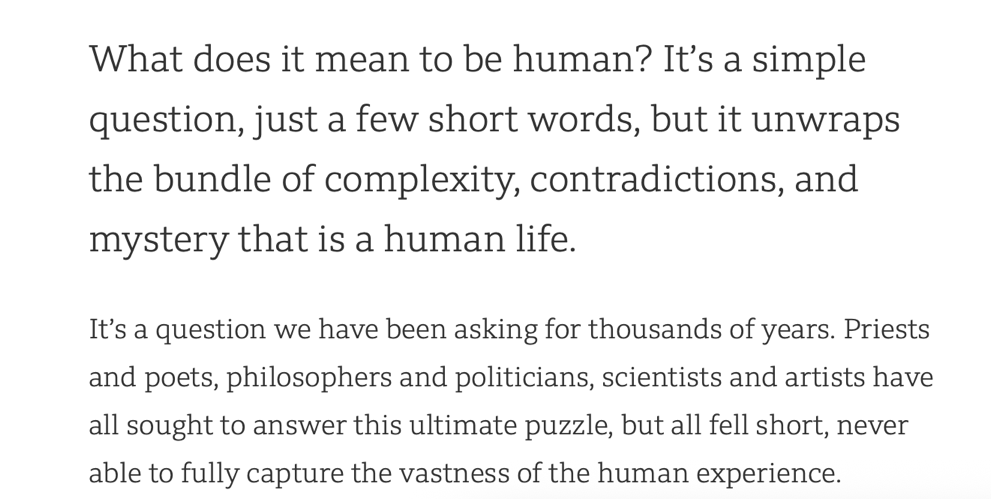 What does it mean to be human? It’s a simple
question, just a few short words, but it unwraps
the bundle of complexity, contradictions, and
mystery that is a human life.
It’s a question we have been asking for thousands of years. Priests
and poets, philosophers and politicians, scientists and artists have
all sought to answer this ultimate puzzle, but all fell short, never
able to fully capture the vastness of the human experience.